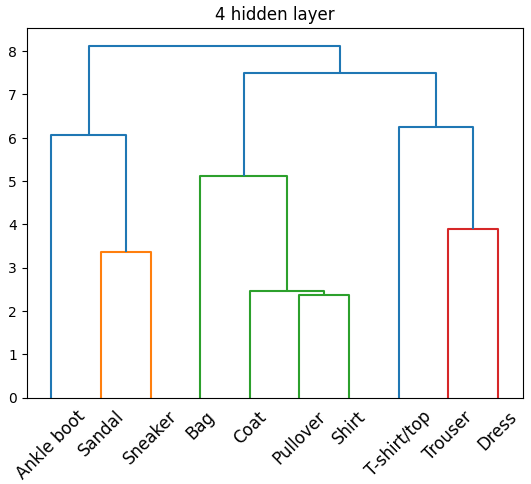 4 hidden layer
8
7
6
5
4
3
2
1
0
Ankle boot
Sandal
Sneaker
Bag
Coat
Pullover
Shirt
T-shirt/top
Trouser
Dress